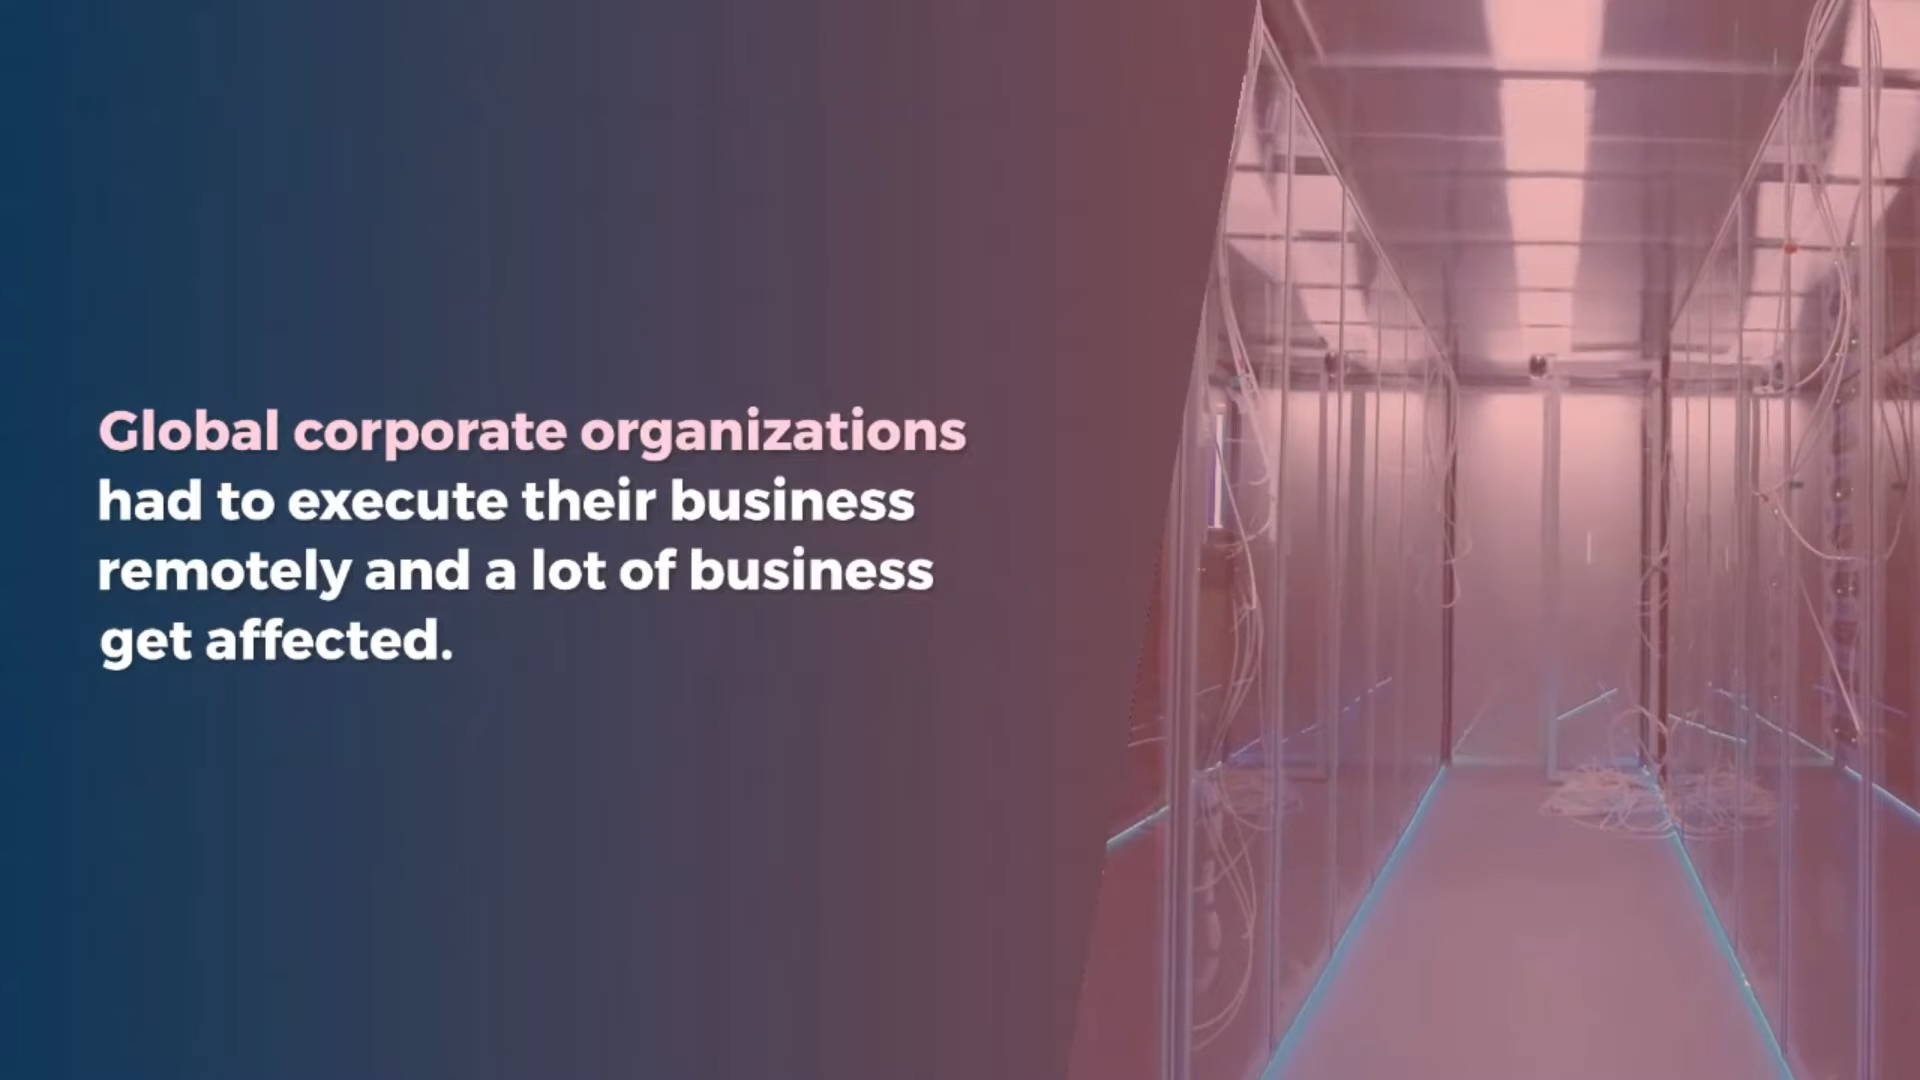 Global corporate organizations
had to execute their business
remotely and a lot of business
get affected.